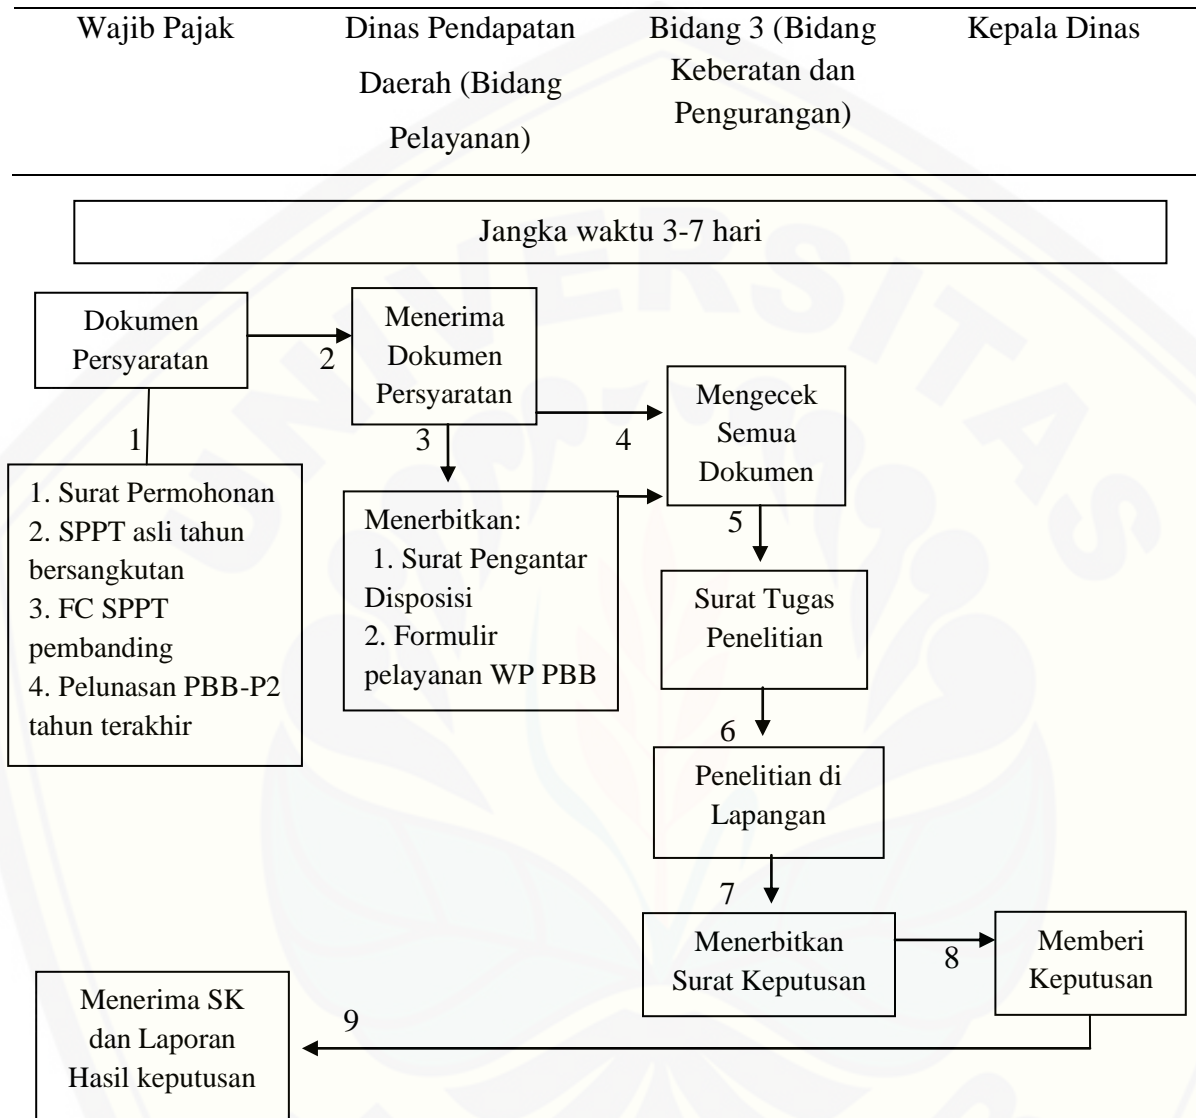 Wajib Pajak
Dinas Pendapatan
Daerah (Bidang
Pelayanan)
Bidang 3 (Bidang
Keberatan dan
Pengurangan)
Kepala Dinas
Jangka waktu 3-7 hari
Dokumen
Persyaratan
2
Menerima
Dokumen
Persyaratan
1
3
4
Mengecek
Semua
Dokumen
1. Surat Permohonan
2. SPPT asli tahun
bersangkutan
3. FC SPPT
pembanding
4. Pelunasan PBB-P2
tahun terakhir
Menerbitkan:
1. Surat Pengantar
Disposisi
2. Formulir
pelayanan WP PBB
5
Surat Tugas
Penelitian
6
Penelitian di
Lapangan
7
Menerbitkan
Surat Keputusan
8
Memberi
Keputusan
9
Menerima SK
dan Laporan
Hasil keputusan
UNIVERSITAS